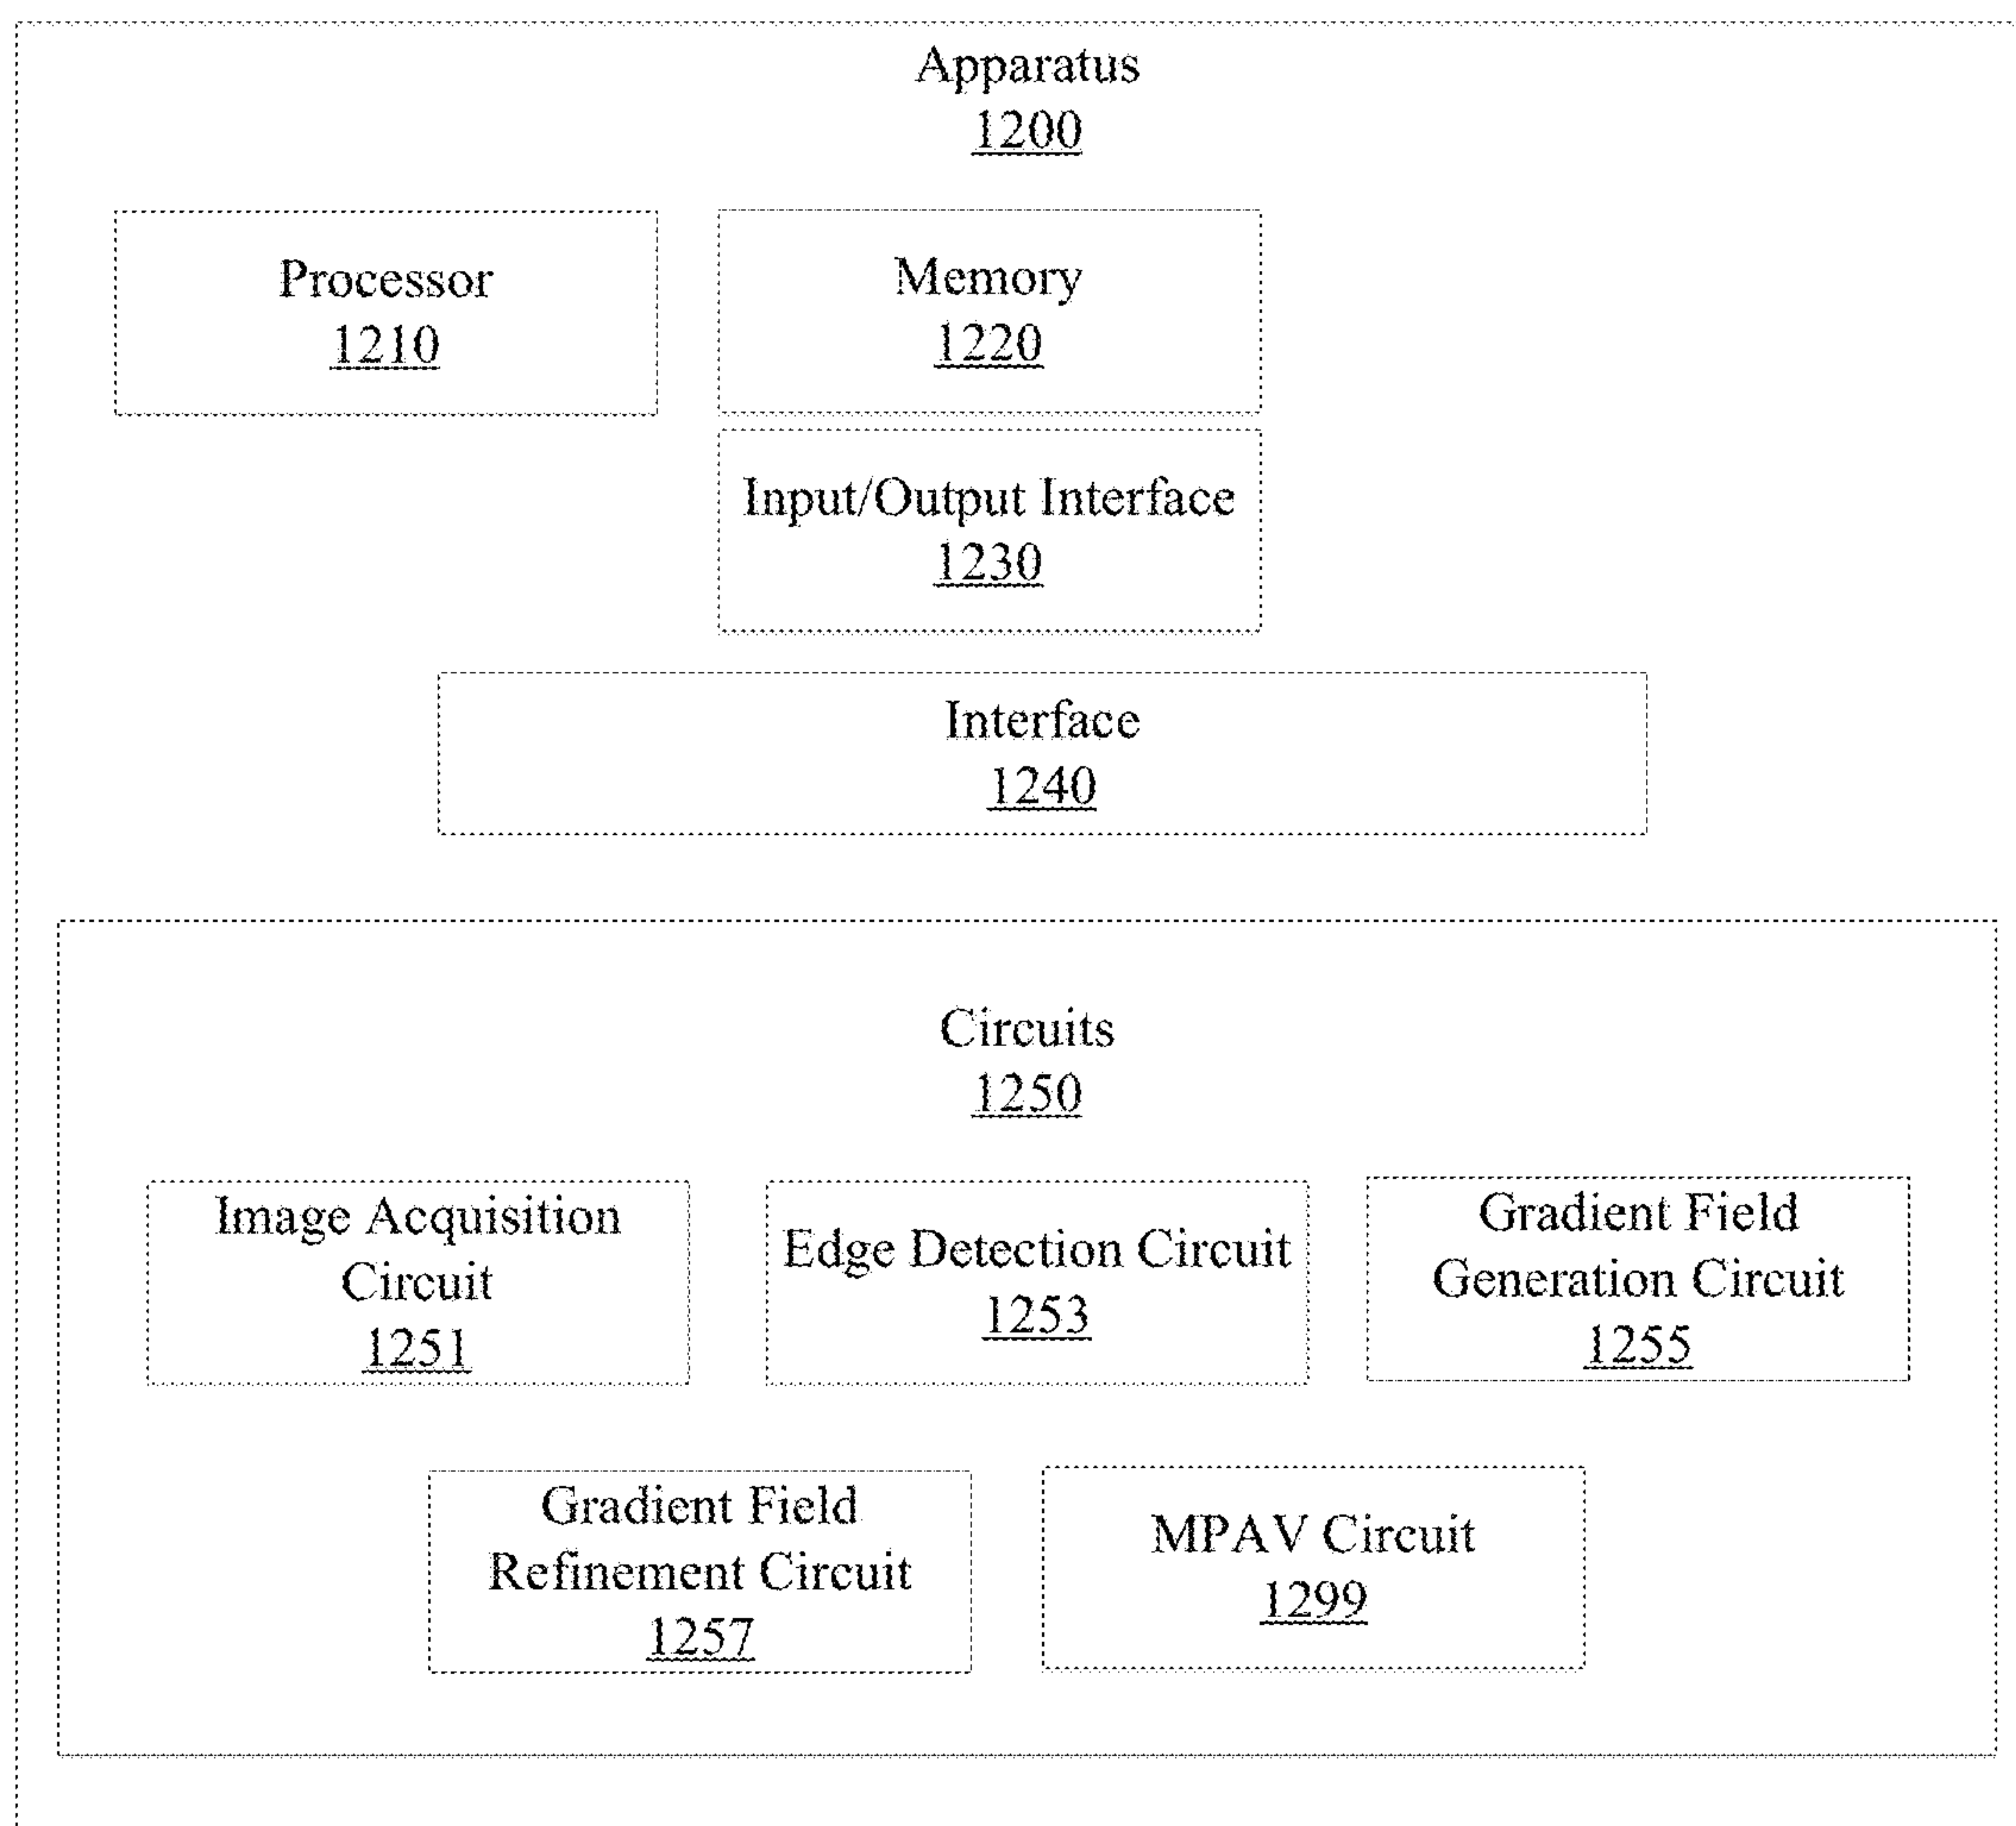 Apparatus
1200
Processor
1210
Memory
1220
Input/Output Interface
1230
Interface
1240
Circuits
1250
Image Acquisition
Circuit
1251
Edge Detection Circuit
1253
Gradient Field
Generation Circuit
1255
Gradient Field
Refinement Circuit
1257
MPAV Circuit
1299